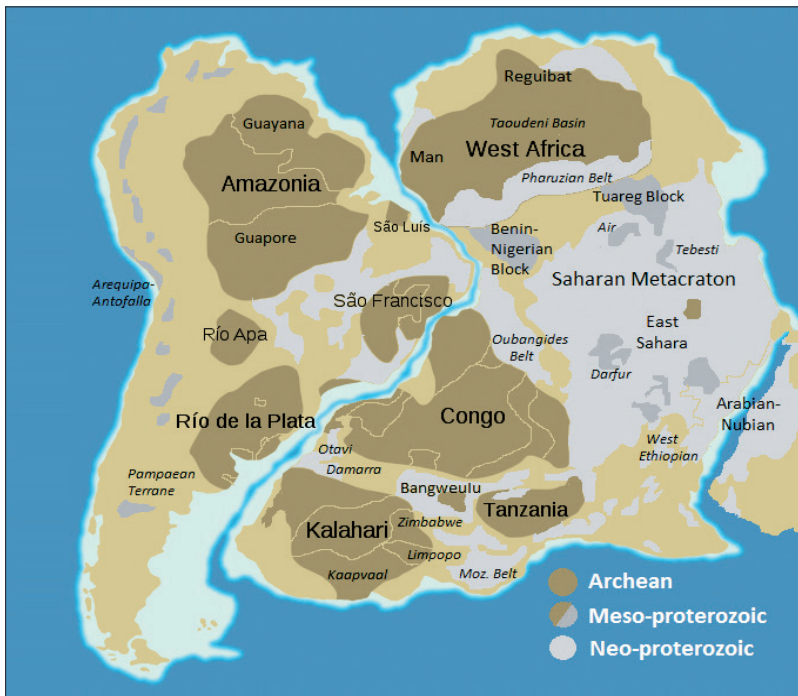 Reguibat
Guayana
Taoudeni Basin
Man
West Africa
Amazonia
Pharuzian Belt
Tuareg Block
São Luís
Benin-
Nigerian
Block
Air
Guapore
Tebesti
Arequipa-
Antofalla
Saharan Metacraton
São Francisco
East
Sahara
Río Apa
Oubangides
Belt
Darfur
Arabian-
Nubian
Río de la Plata
Congo
West
Ethiopian
Otavi
Damarra
Pampaean
Terrane
Bangweulu
Tanzania
Kalahari
Zimbabwe
Limpopo
Kaapvaal
Moz. Belt
Archean
Meso-proterozoic
Neo-proterozoic